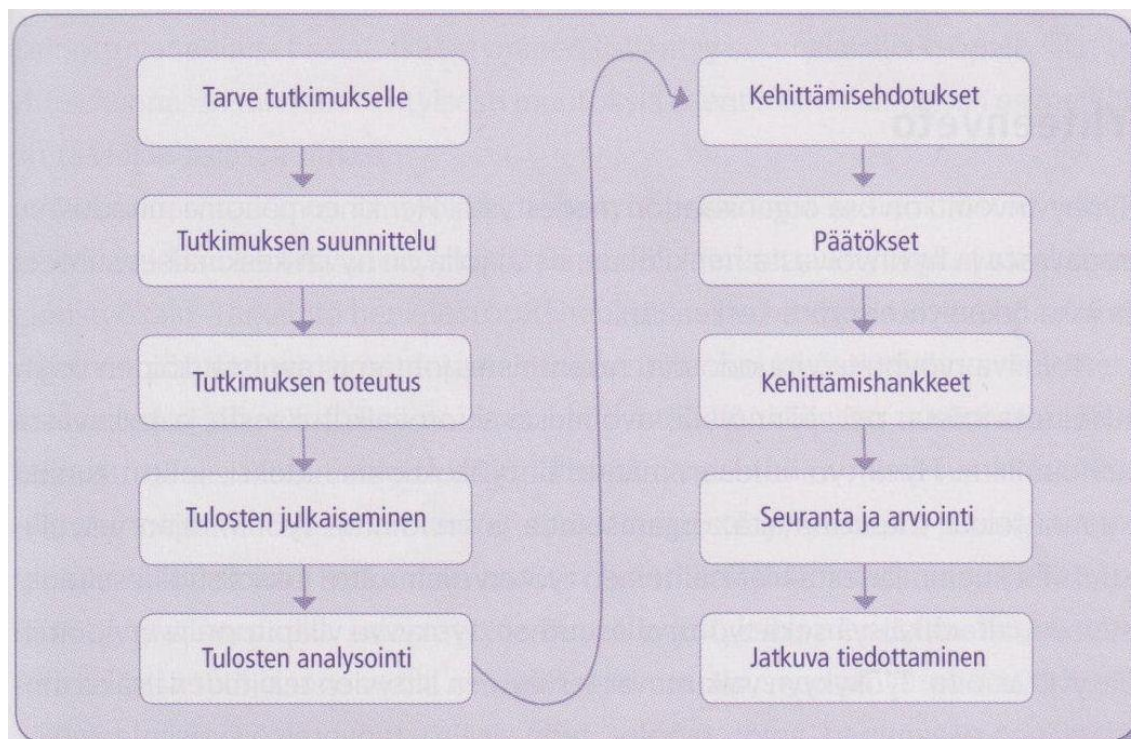 Tarve tutkimukselle
Tutkimuksen suunnittelu
Tutkimuksen toteutus
Tulosten julkaiseminen
Tulosten analysointi
Kehittämisehdotukset
Päätökset
Kehittämishankkeet
Seuranta ja arviointi
Jatkuva tiedottaminen